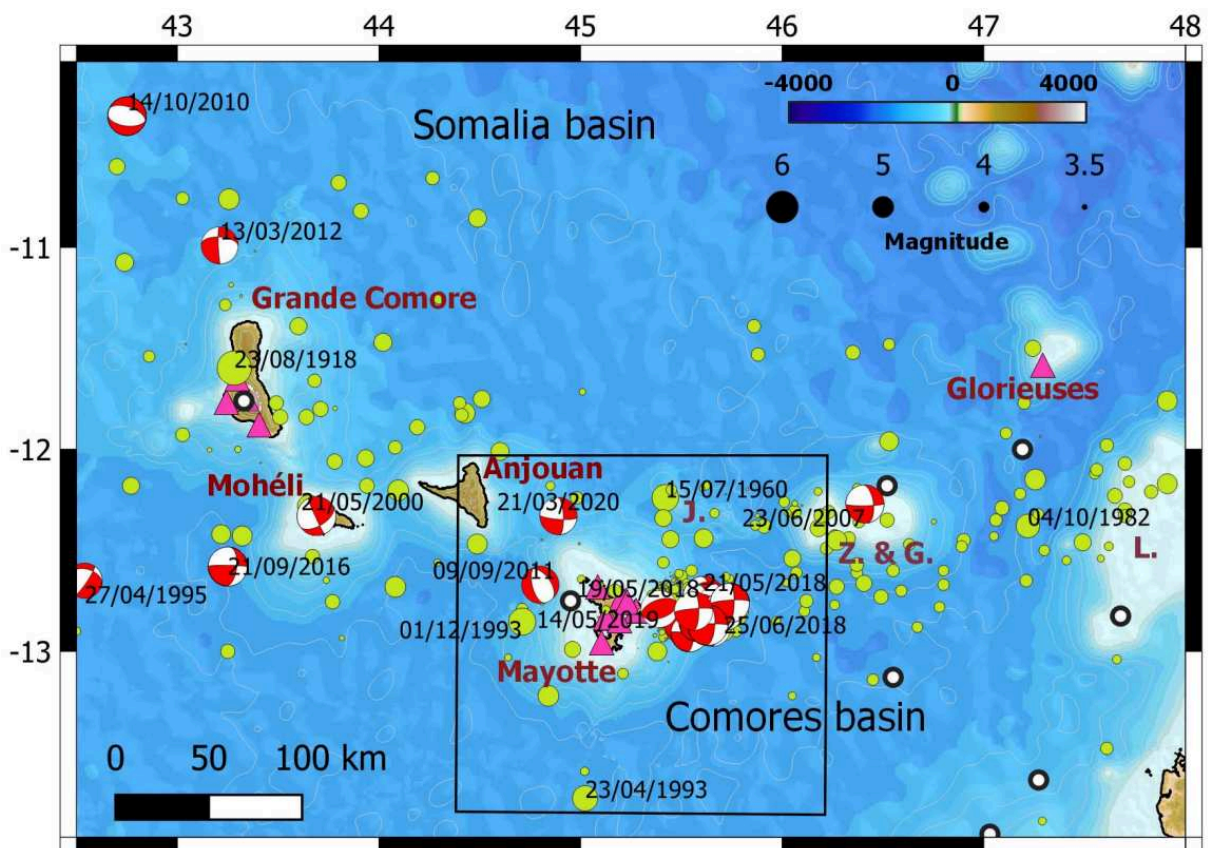 43 44 45 46 47 48
-4000 0 4000
14/10/2010
Somalia basin
6 5 4 3.5
Magnitude
13/03/2012
-11
Grande Comore
23/08/1918
Glorieuses
-12
Mohéli
Anjouan
21/05/2000
21/03/2020
15/07/1960
J.
23/06/2007
04/10/1982
Z. & G.
L.
21/09/2016
09/09/2011
27/04/1995
19/05/2018
21/05/2018
01/12/1993
14/05/2019
25/06/2018
-13
Mayotte
Comores basin
0 50 100 km
23/04/1993